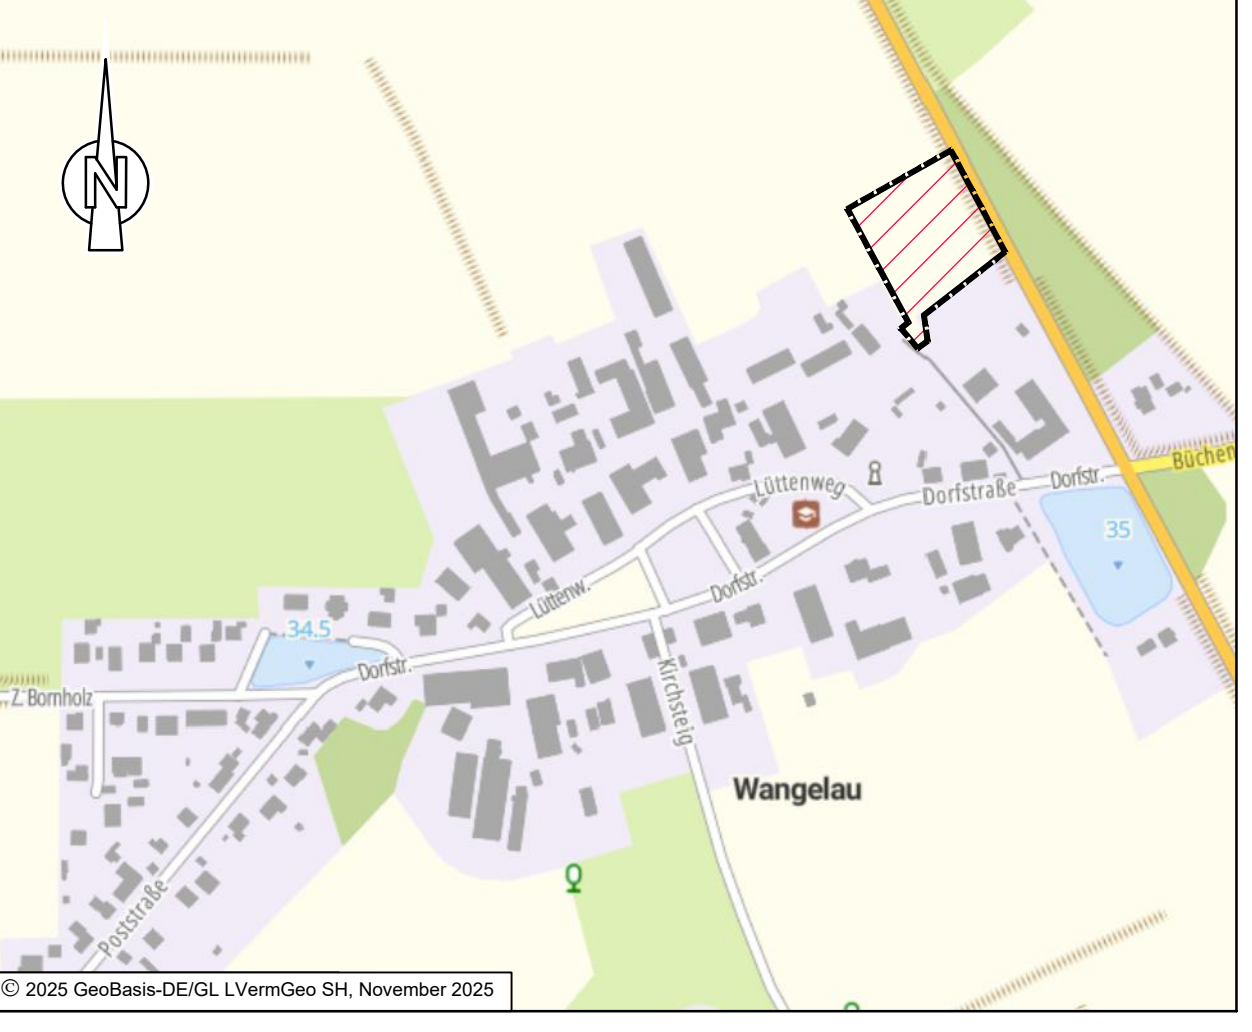 N
Büchen
Lüttenweg
Dorfstraße
Dorfstr.
35
Lüttenw.
Dorfstr.
34.5
Dorfstr.
Z. Bornholz
Kirchsteig
Wangelau
Poststraße
© 2025 GeoBasis-DE/GL LVermGeo SH, November 2025